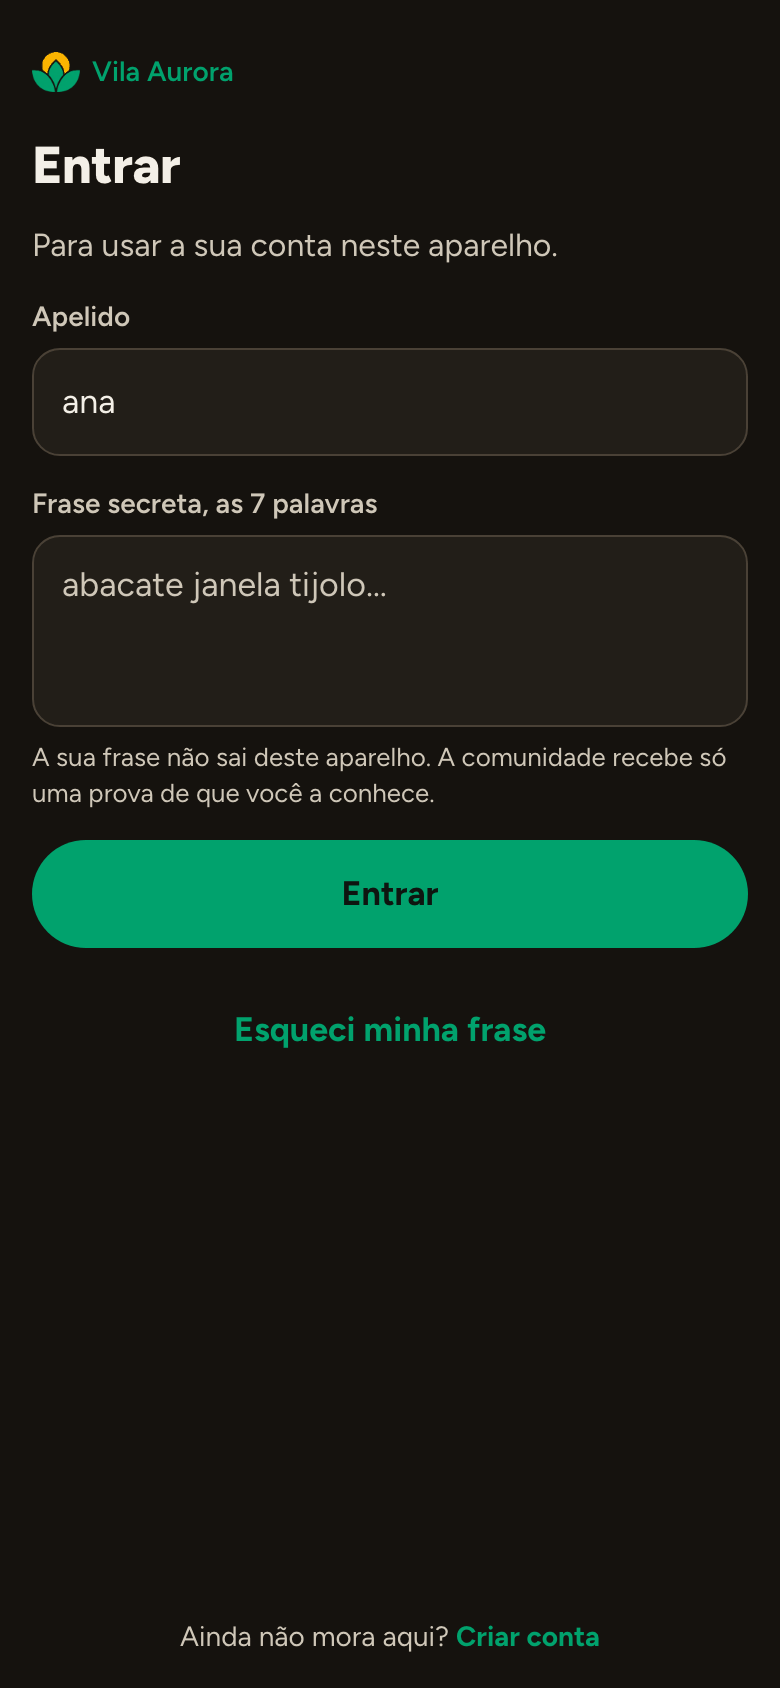 Vila Aurora
Entrar
Para usar a sua conta neste aparelho.
Apelido
ana
Frase secreta, as 7 palavras
abacate janela tijolo...
A sua frase não sai deste aparelho. A comunidade recebe só
uma prova de que você a conhece.
Entrar
Esqueci minha frase
Ainda não mora aqui? Criar conta